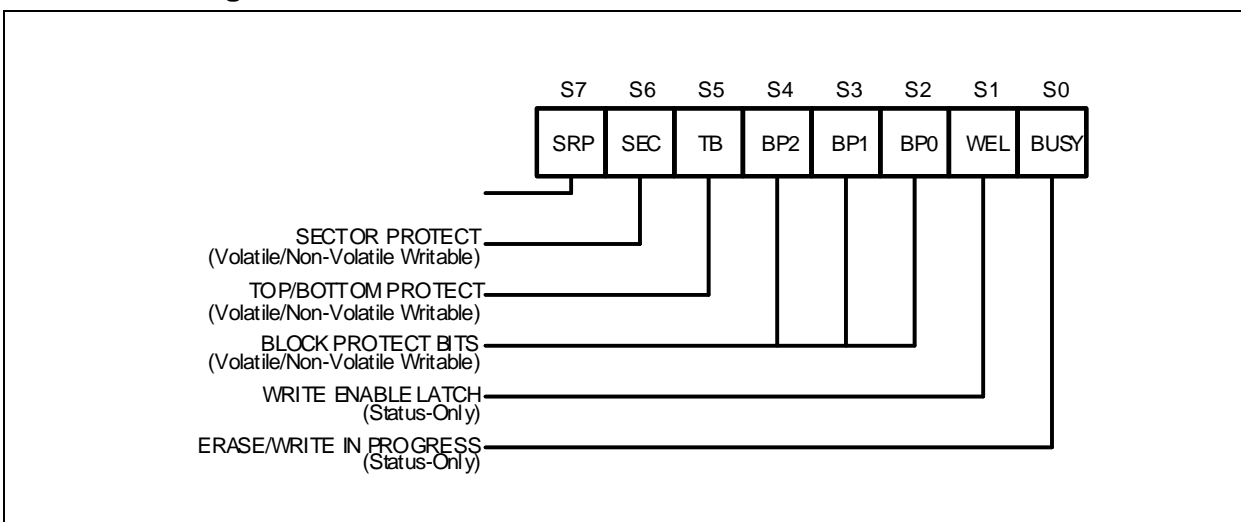 S7 S6 S5 S4 S3 S2 S1 S0
SRP SEC TB BP2 BP1 BP0 WEL BUSY
SECTOR PROTECT
(Volatile/Non-Volatile Writable)
TOP/BOTTOM PROTECT
(Volatile/Non-Volatile Writable)
BLOCK PROTECT BITS
(Volatile/Non-Volatile Writable)
WRITE ENABLE LATCH
(Status-Only)
ERASE/WRITE IN PROGRESS
(Status-Only)